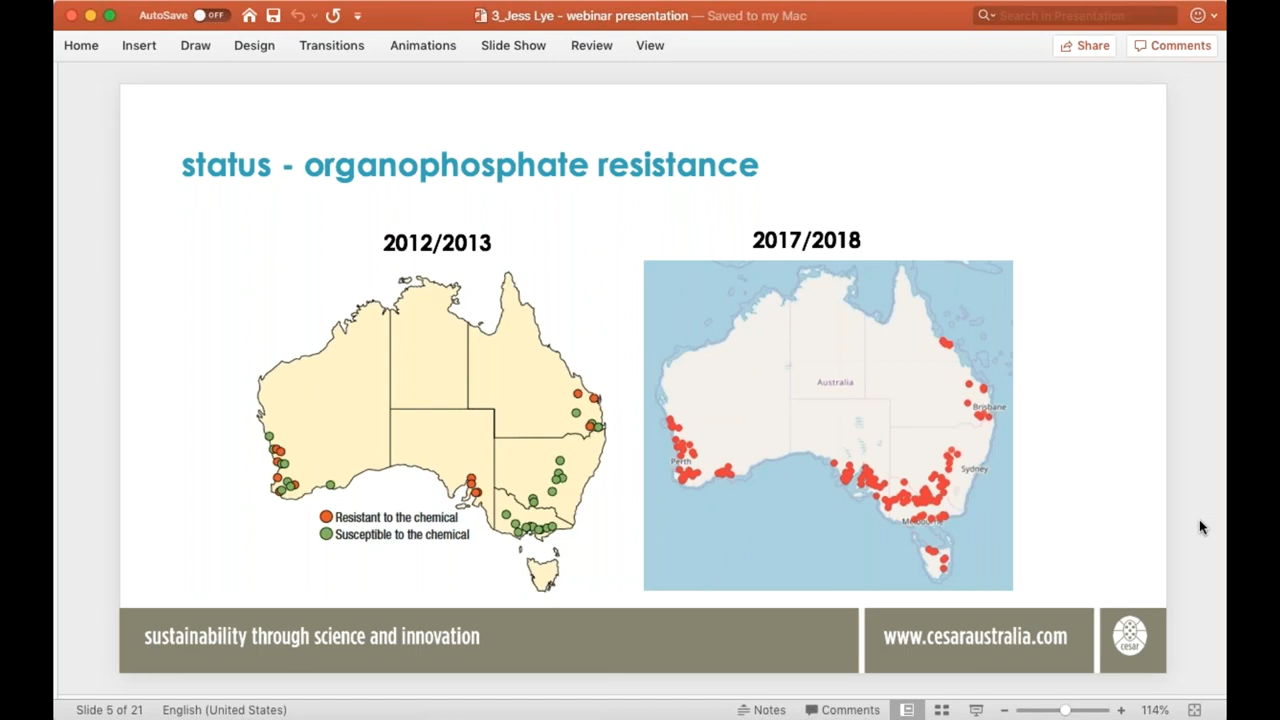 AutoSave OFF
3_Jess Lye - webinar presentation — Saved to my Mac
Search in Presentation
Home Insert Draw Design Transitions Animations Slide Show Review View
Share Comments
status - organophosphate resistance
2012/2013
2017/2018
Australia
Brisbane
Perth
Sydney
Resistant to the chemical
Susceptible to the chemical
sustainability through science and innovation
www.cesaraustralia.com
cesar
Slide 5 of 21 English (United States)
Notes Comments 114%